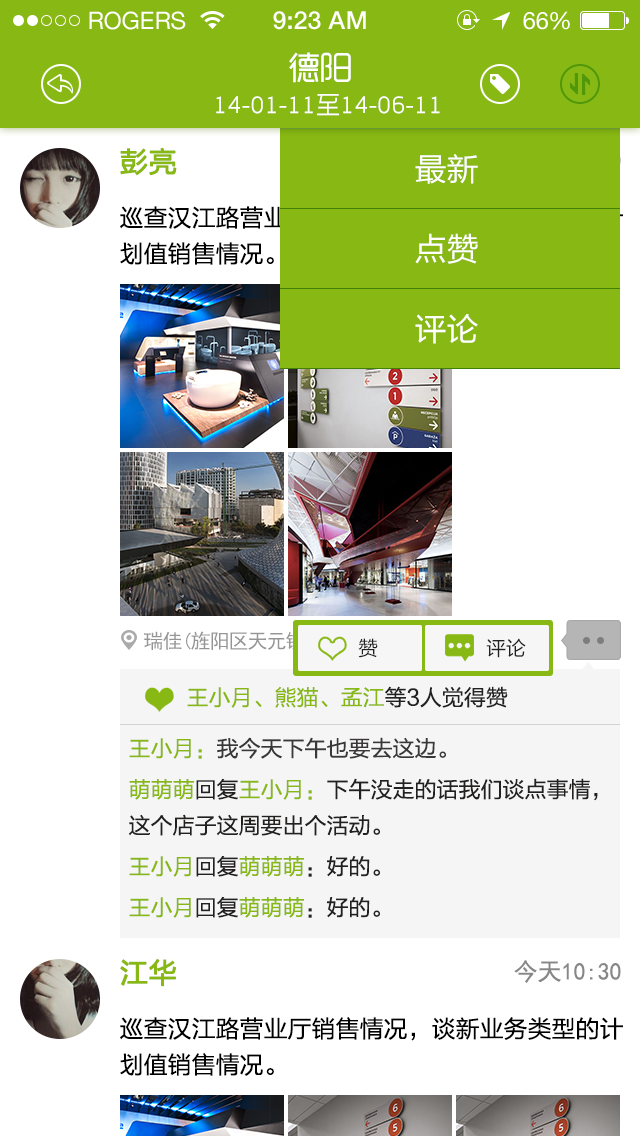 ROGERS 9:23 AM 66%
德阳
14-01-11至14-06-11
彭亮
最新
点赞
评论
巡查汉江路营业
划值销售情况。
2
1
P
瑞佳(旌阳区天元
赞 评论
王小月、熊猫、孟江等3人觉得赞
王小月：我今天下午也要去这边。
萌萌萌回复王小月：下午没走的话我们谈点事情，
这个店子这周要出个活动。
王小月回复萌萌萌：好的。
王小月回复萌萌萌：好的。
江华 今天10:30
巡查汉江路营业厅销售情况，谈新业务类型的计
划值销售情况。
6 6
5 5